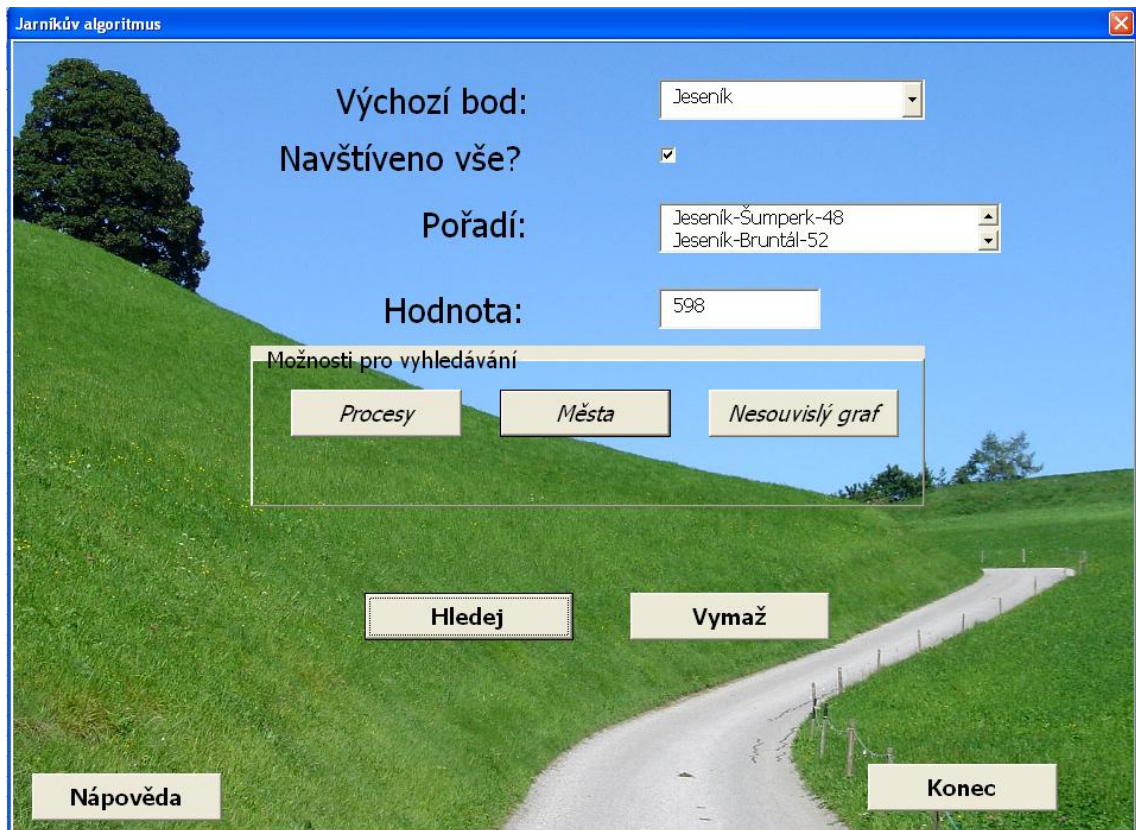 Jarníkův algoritmus
Výchozí bod:
Jeseník
Navštíveno vše?
Pořadí:
Jeseník-Šumperk-48
Jeseník-Bruntál-52
Hodnota:
598
Možnosti pro vyhledávání
Procesy
Města
Nesouvislý graf
Hledej
Vymaž
Nápověda
Konec